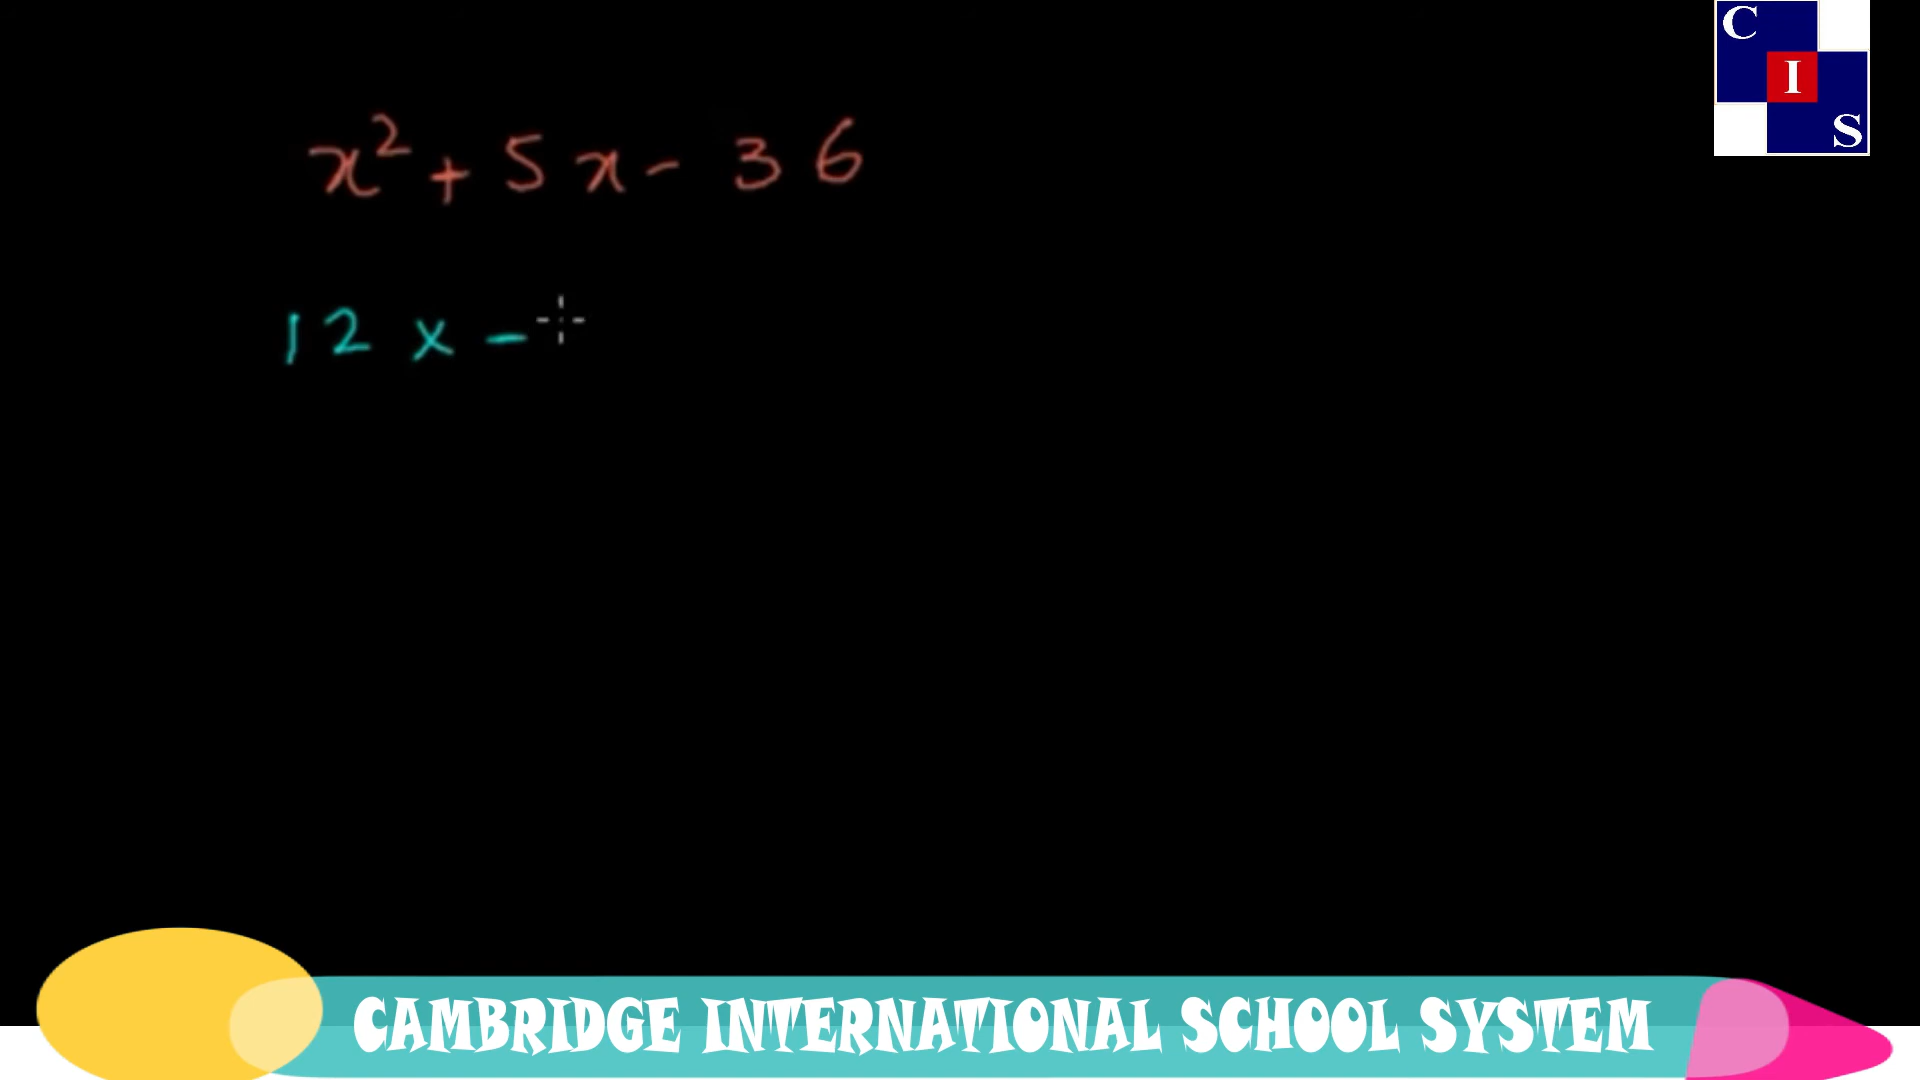 C
I
S
x² + 5x - 36
12 x -
CAMBRIDGE INTERNATIONAL SCHOOL SYSTEM